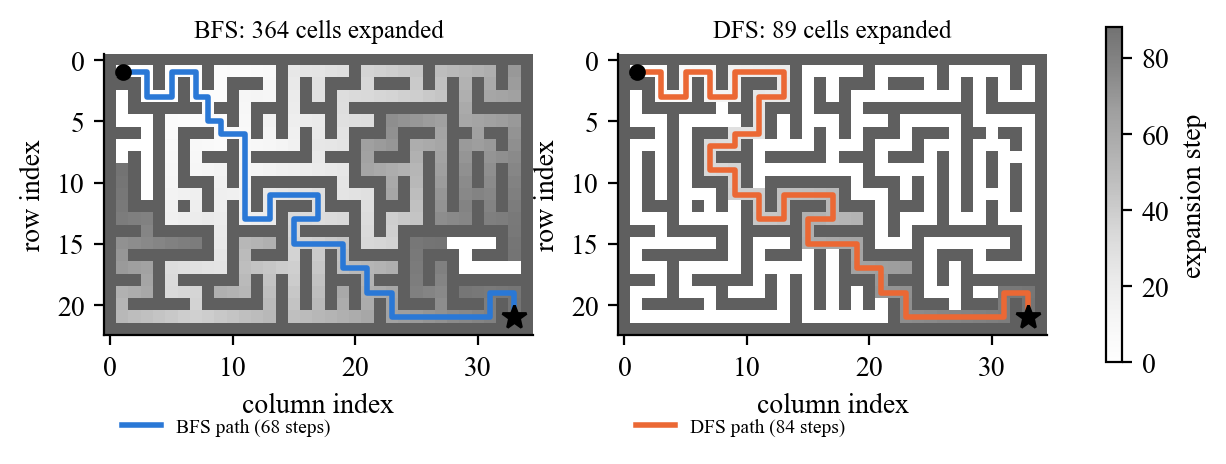 BFS: 364 cells expanded
0
5
10
15
20
row index
0
10
20
30
column index
BFS path (68 steps)
DFS: 89 cells expanded
0
5
10
15
20
row index
0
10
20
30
column index
DFS path (84 steps)
80
60
40
20
0
expansion step